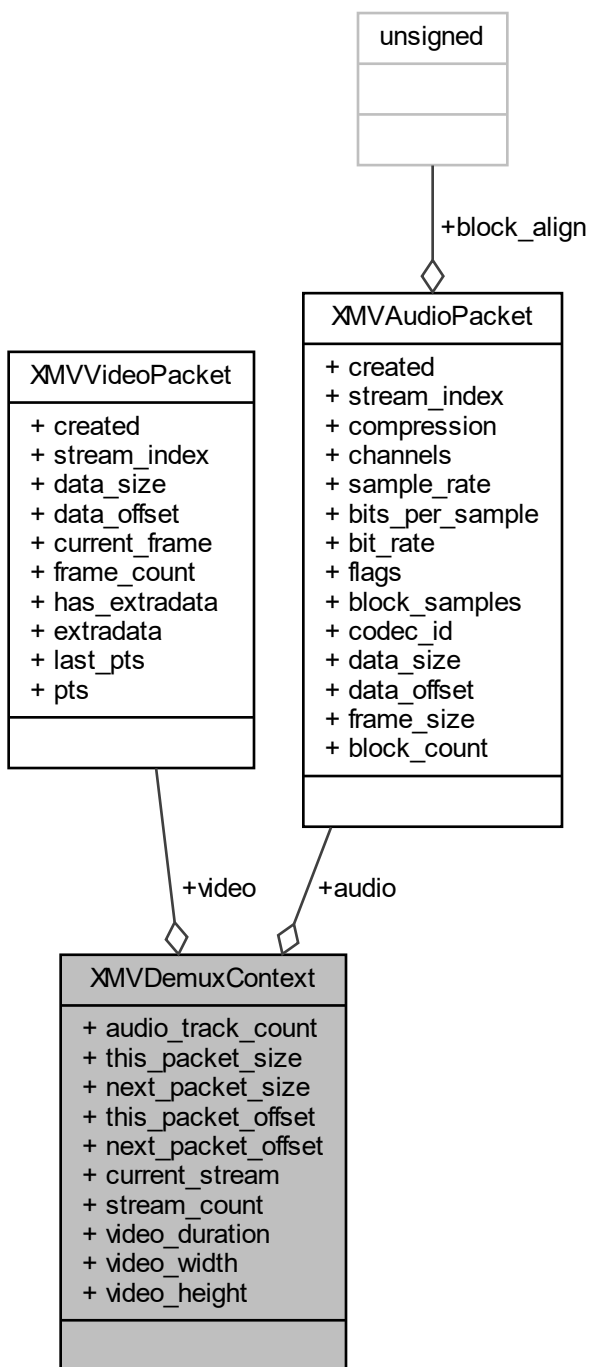 unsigned
+block_align
XMVAudioPacket
+ created
+ stream_index
+ compression
+ channels
+ sample_rate
+ bits_per_sample
+ bit_rate
+ flags
+ block_samples
+ codec_id
+ data_size
+ data_offset
+ frame_size
+ block_count
XMVVideoPacket
+ created
+ stream_index
+ data_size
+ data_offset
+ current_frame
+ frame_count
+ has_extradata
+ extradata
+ last_pts
+ pts
+video
+audio
XMVDemuxContext
+ audio_track_count
+ this_packet_size
+ next_packet_size
+ this_packet_offset
+ next_packet_offset
+ current_stream
+ stream_count
+ video_duration
+ video_width
+ video_height